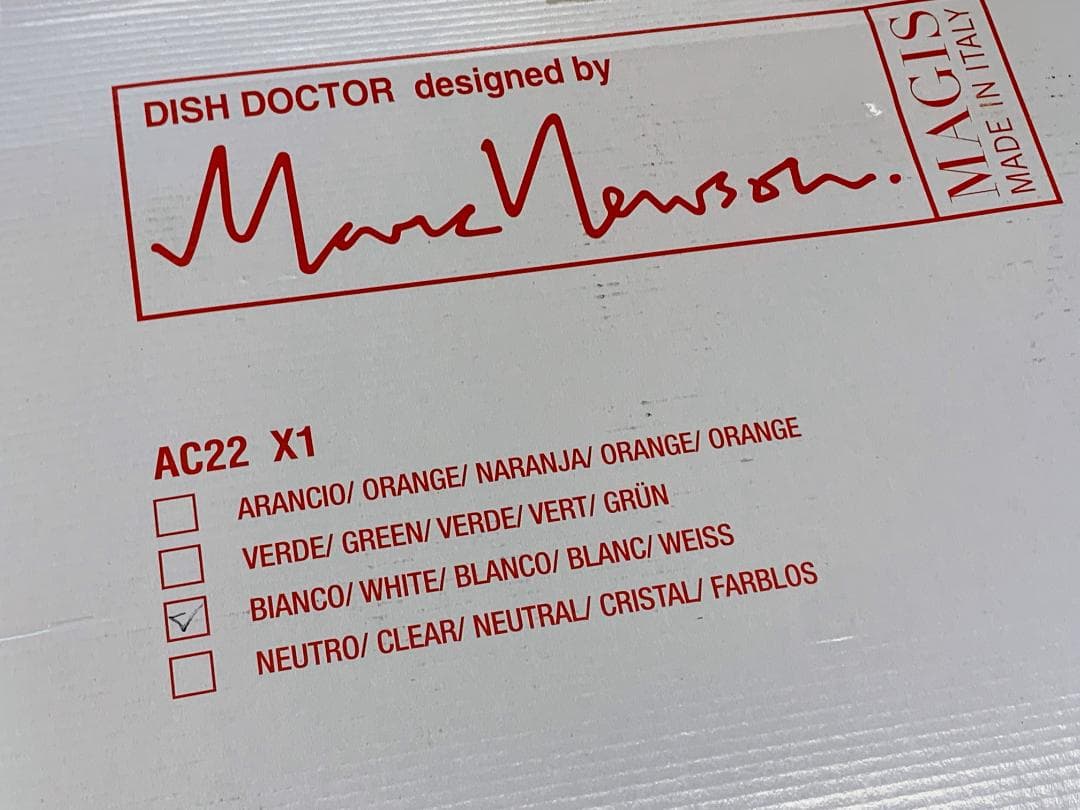 DISH DOCTOR designed by
Marc Newson.
MAGIS
MADE IN ITALY
AC22 X1
ARANCIO/ ORANGE/ NARANJA/ ORANGE/ ORANGE
VERDE/ GREEN/ VERDE/ VERT/ GRÜN
BIANCO/ WHITE/ BLANCO/ BLANC/ WEISS
NEUTRO/ CLEAR/ NEUTRAL/ CRISTAL/ FARBLOS